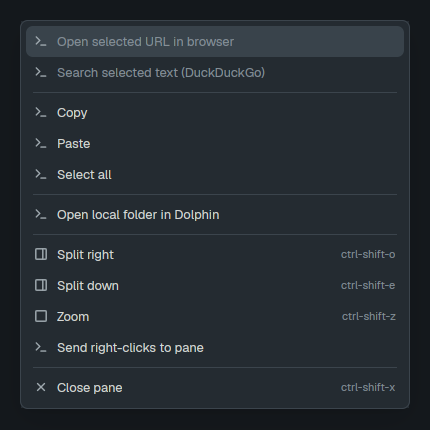 Open selected URL in browser
Search selected text (DuckDuckGo)
Copy
Paste
Select all
Open local folder in Dolphin
Split right ctrl-shift-o
Split down ctrl-shift-e
Zoom ctrl-shift-z
Send right-clicks to pane
Close pane ctrl-shift-x